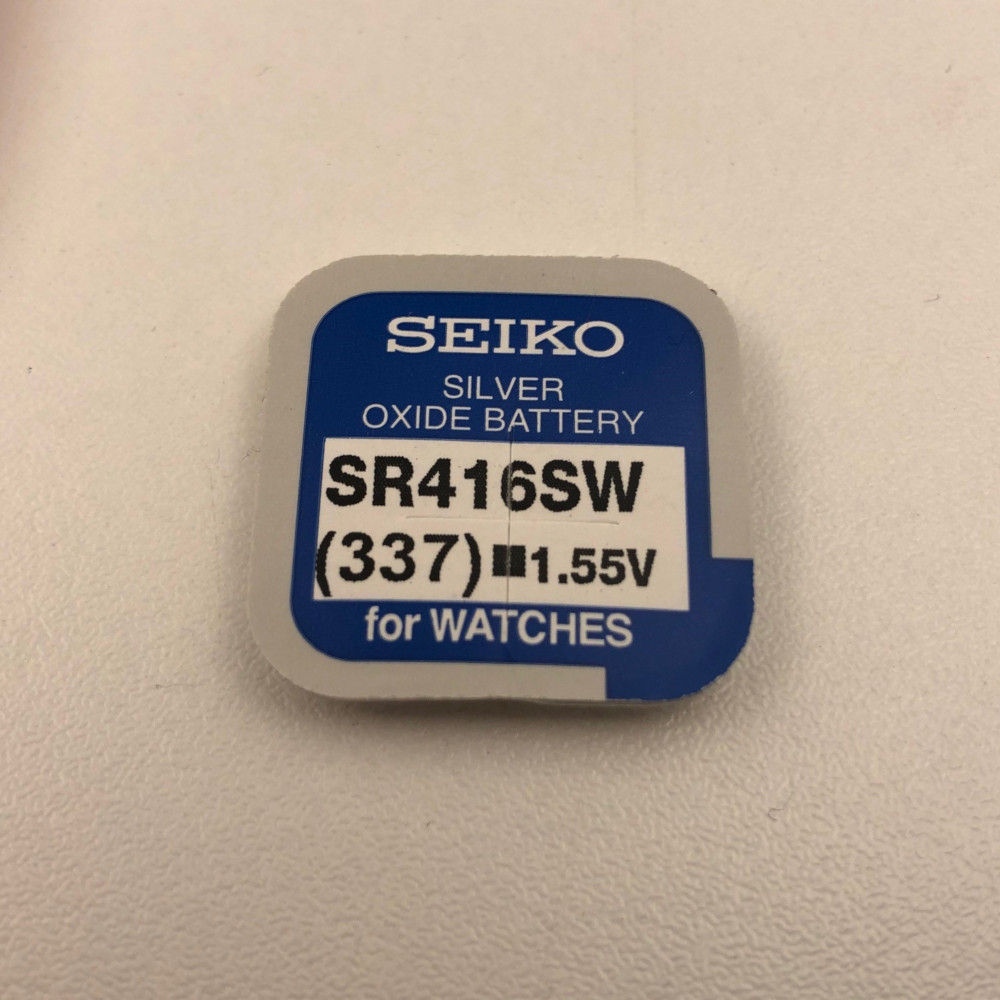 SEIKO
SILVER
OXIDE BATTERY
SR416SW
(337)■1.55V
for WATCHES